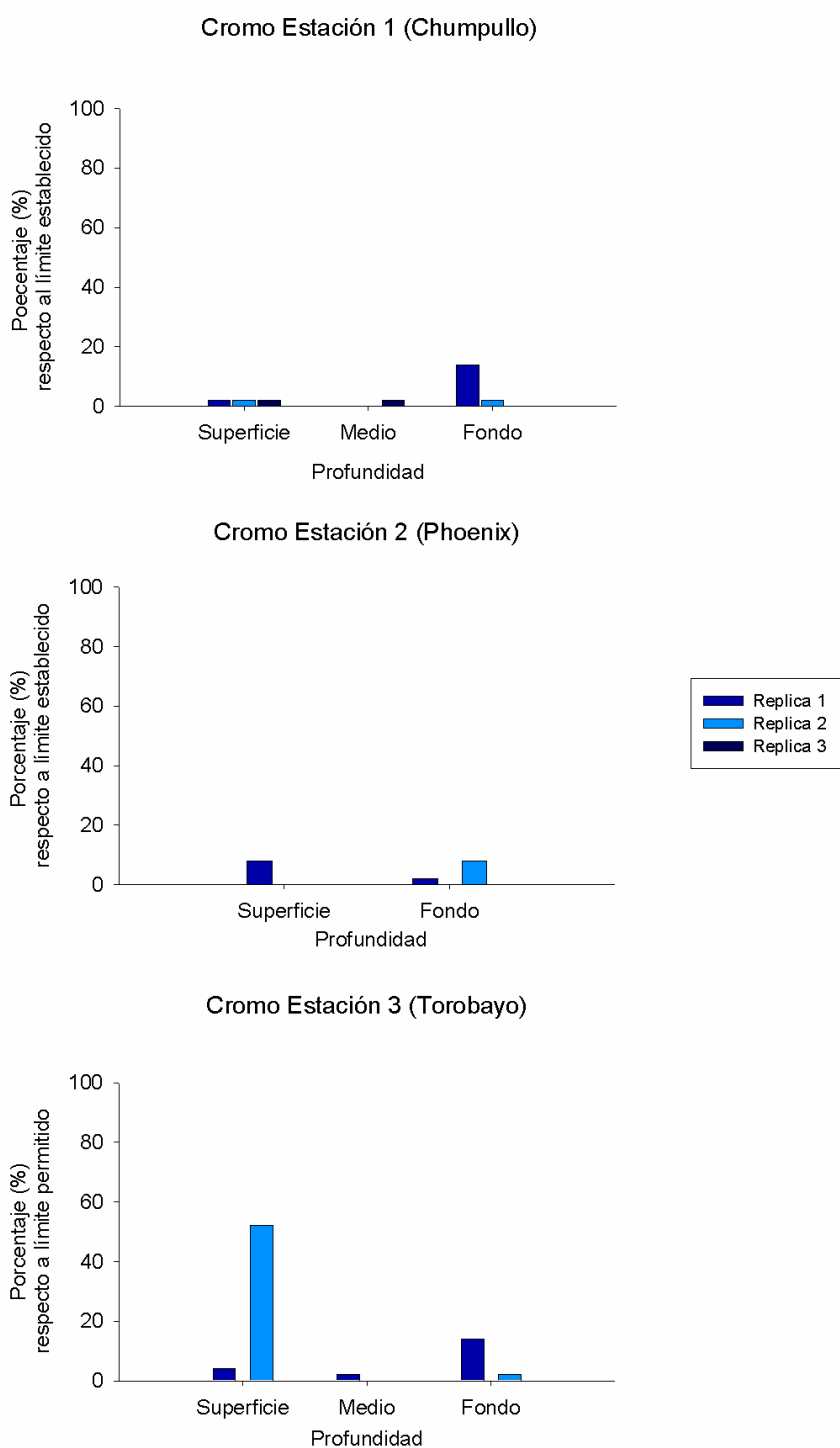 Cromo Estación 1 (Chumpullo)
Poecentaje (%)
respecto al límite establecido
100
80
60
40
20
0
Superficie Medio Fondo
Profundidad
Cromo Estación 2 (Phoenix)
Porcentaje (%)
respecto a límite establecido
100
80
60
40
20
0
Superficie Fondo
Profundidad
Replica 1
Replica 2
Replica 3
Cromo Estación 3 (Torobayo)
Porcentaje (%)
respecto a límite permitido
100
80
60
40
20
0
Superficie Medio Fondo
Profundidad